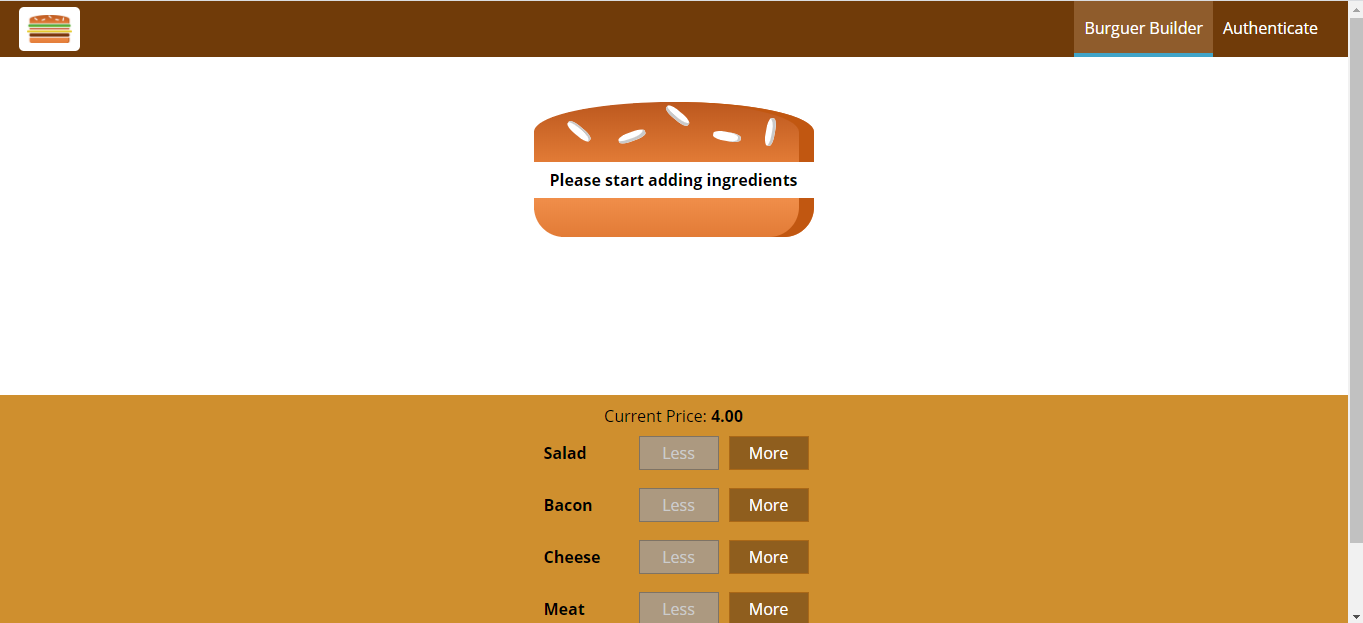 Burguer Builder Authenticate
Please start adding ingredients
Current Price: 4.00
Salad Less More
Bacon Less More
Cheese Less More
Meat Less More